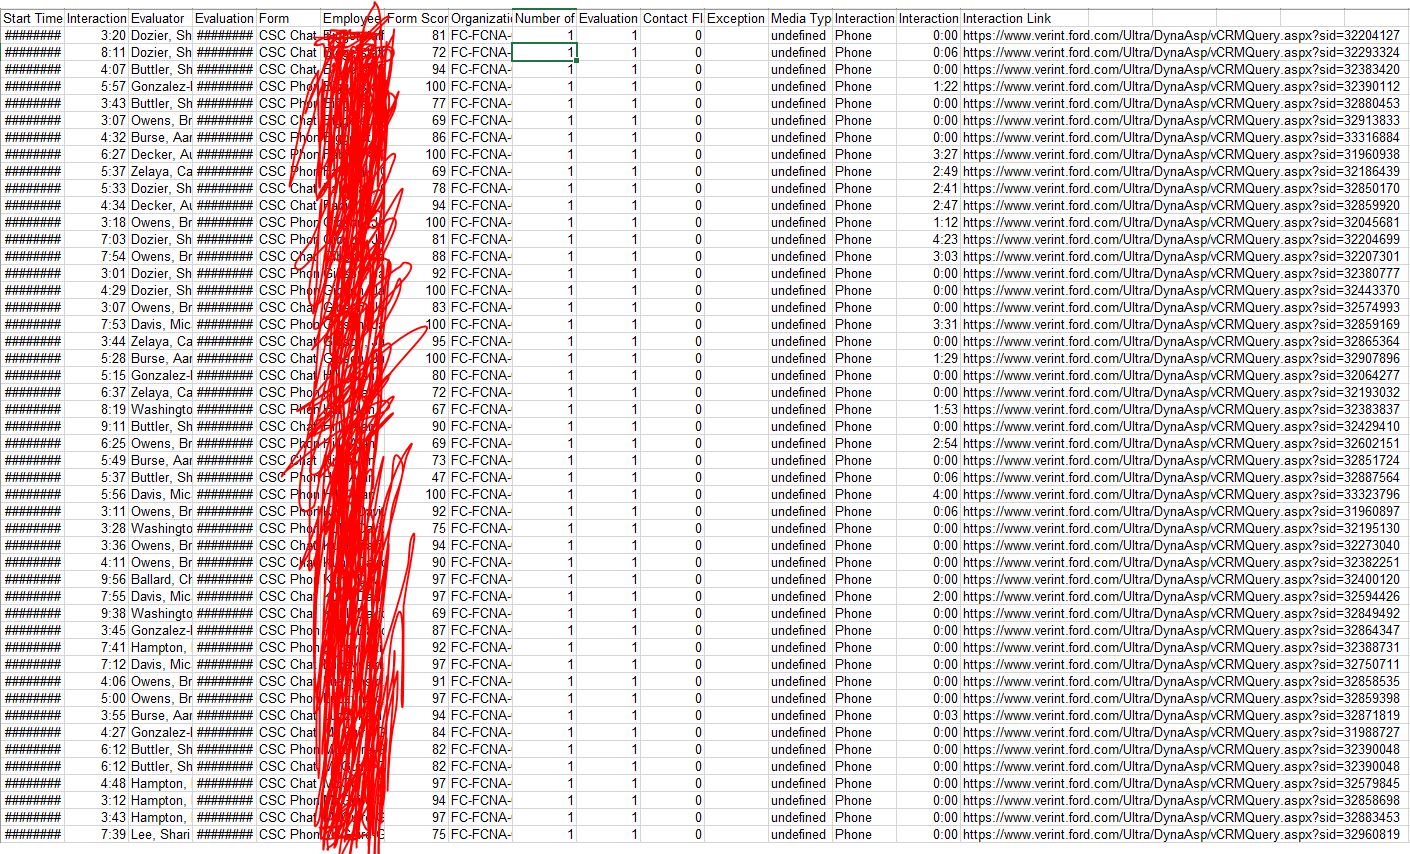 Start Time Interaction Evaluator Evaluation Form Employee Form Scor Organizati Number of Evaluation Contact Fl Exception Media Typ Interaction Interaction Interaction Link
######## 3:20 Dozier, Sh ######## CSC Chat 81 FC-FCNA- 1 1 0 undefined Phone 0:00 https://www.verint.ford.com/Ultra/DynaAsp/vCRMQuery.aspx?sid=32204127
######## 8:11 Dozier, Sh ######## CSC Chat 72 FC-FCNA- 1 1 0 undefined Phone 0:06 https://www.verint.ford.com/Ultra/DynaAsp/vCRMQuery.aspx?sid=32293324
######## 4:07 Buttler, Sh ######## CSC Chat 94 FC-FCNA- 1 1 0 undefined Phone 0:00 https://www.verint.ford.com/Ultra/DynaAsp/vCRMQuery.aspx?sid=32383420
######## 5:57 Gonzalez-I ######## CSC Phon 100 FC-FCNA- 1 1 0 undefined Phone 1:22 https://www.verint.ford.com/Ultra/DynaAsp/vCRMQuery.aspx?sid=32390112
######## 3:43 Buttler, Sh ######## CSC Phon 77 FC-FCNA- 1 1 0 undefined Phone 0:00 https://www.verint.ford.com/Ultra/DynaAsp/vCRMQuery.aspx?sid=32880453
######## 3:07 Owens, Br ######## CSC Chat 69 FC-FCNA- 1 1 0 undefined Phone 0:00 https://www.verint.ford.com/Ultra/DynaAsp/vCRMQuery.aspx?sid=32913833
######## 4:32 Burse, Aar ######## CSC Phon 86 FC-FCNA- 1 1 0 undefined Phone 0:00 https://www.verint.ford.com/Ultra/DynaAsp/vCRMQuery.aspx?sid=33316884
######## 6:27 Decker, Au ######## CSC Phon 100 FC-FCNA- 1 1 0 undefined Phone 3:27 https://www.verint.ford.com/Ultra/DynaAsp/vCRMQuery.aspx?sid=31960938
######## 5:37 Zelaya, Ca ######## CSC Phon 69 FC-FCNA- 1 1 0 undefined Phone 2:49 https://www.verint.ford.com/Ultra/DynaAsp/vCRMQuery.aspx?sid=32186439
######## 5:33 Dozier, Sh ######## CSC Chat 78 FC-FCNA- 1 1 0 undefined Phone 2:41 https://www.verint.ford.com/Ultra/DynaAsp/vCRMQuery.aspx?sid=32850170
######## 4:34 Decker, Au ######## CSC Chat 94 FC-FCNA- 1 1 0 undefined Phone 2:47 https://www.verint.ford.com/Ultra/DynaAsp/vCRMQuery.aspx?sid=32859920
######## 3:18 Owens, Br ######## CSC Phon 100 FC-FCNA- 1 1 0 undefined Phone 1:12 https://www.verint.ford.com/Ultra/DynaAsp/vCRMQuery.aspx?sid=32045681
######## 7:03 Dozier, Sh ######## CSC Phon 81 FC-FCNA- 1 1 0 undefined Phone 4:23 https://www.verint.ford.com/Ultra/DynaAsp/vCRMQuery.aspx?sid=32204699
######## 7:54 Owens, Br ######## CSC Chat 88 FC-FCNA- 1 1 0 undefined Phone 3:03 https://www.verint.ford.com/Ultra/DynaAsp/vCRMQuery.aspx?sid=32207301
######## 3:01 Dozier, Sh ######## CSC Phon 92 FC-FCNA- 1 1 0 undefined Phone 0:00 https://www.verint.ford.com/Ultra/DynaAsp/vCRMQuery.aspx?sid=32380777
######## 4:29 Dozier, Sh ######## CSC Phon 100 FC-FCNA- 1 1 0 undefined Phone 0:00 https://www.verint.ford.com/Ultra/DynaAsp/vCRMQuery.aspx?sid=32443370
######## 3:07 Owens, Br ######## CSC Chat 83 FC-FCNA- 1 1 0 undefined Phone 0:00 https://www.verint.ford.com/Ultra/DynaAsp/vCRMQuery.aspx?sid=32574993
######## 7:53 Davis, Mic ######## CSC Phon 100 FC-FCNA- 1 1 0 undefined Phone 3:31 https://www.verint.ford.com/Ultra/DynaAsp/vCRMQuery.aspx?sid=32859169
######## 3:44 Zelaya, Ca ######## CSC Chat 95 FC-FCNA- 1 1 0 undefined Phone 0:00 https://www.verint.ford.com/Ultra/DynaAsp/vCRMQuery.aspx?sid=32865364
######## 5:28 Burse, Aar ######## CSC Chat 100 FC-FCNA- 1 1 0 undefined Phone 1:29 https://www.verint.ford.com/Ultra/DynaAsp/vCRMQuery.aspx?sid=32907896
######## 5:15 Gonzalez-I ######## CSC Chat 80 FC-FCNA- 1 1 0 undefined Phone 0:00 https://www.verint.ford.com/Ultra/DynaAsp/vCRMQuery.aspx?sid=32064277
######## 6:37 Zelaya, Ca ######## CSC Chat 72 FC-FCNA- 1 1 0 undefined Phone 0:00 https://www.verint.ford.com/Ultra/DynaAsp/vCRMQuery.aspx?sid=32193032
######## 8:19 Washingto ######## CSC Phon 67 FC-FCNA- 1 1 0 undefined Phone 1:53 https://www.verint.ford.com/Ultra/DynaAsp/vCRMQuery.aspx?sid=32383837
######## 9:11 Buttler, Sh ######## CSC Chat 90 FC-FCNA- 1 1 0 undefined Phone 0:00 https://www.verint.ford.com/Ultra/DynaAsp/vCRMQuery.aspx?sid=32429410
######## 6:25 Owens, Br ######## CSC Phon 69 FC-FCNA- 1 1 0 undefined Phone 2:54 https://www.verint.ford.com/Ultra/DynaAsp/vCRMQuery.aspx?sid=32602151
######## 5:49 Burse, Aar ######## CSC Chat 73 FC-FCNA- 1 1 0 undefined Phone 0:00 https://www.verint.ford.com/Ultra/DynaAsp/vCRMQuery.aspx?sid=32851724
######## 5:37 Buttler, Sh ######## CSC Phon 47 FC-FCNA- 1 1 0 undefined Phone 0:06 https://www.verint.ford.com/Ultra/DynaAsp/vCRMQuery.aspx?sid=32887564
######## 5:56 Davis, Mic ######## CSC Phon 100 FC-FCNA- 1 1 0 undefined Phone 4:00 https://www.verint.ford.com/Ultra/DynaAsp/vCRMQuery.aspx?sid=33323796
######## 3:11 Owens, Br ######## CSC Phon 92 FC-FCNA- 1 1 0 undefined Phone 0:06 https://www.verint.ford.com/Ultra/DynaAsp/vCRMQuery.aspx?sid=31960897
######## 3:28 Washingto ######## CSC Chat 75 FC-FCNA- 1 1 0 undefined Phone 0:00 https://www.verint.ford.com/Ultra/DynaAsp/vCRMQuery.aspx?sid=32195130
######## 3:36 Owens, Br ######## CSC Chat 94 FC-FCNA- 1 1 0 undefined Phone 0:00 https://www.verint.ford.com/Ultra/DynaAsp/vCRMQuery.aspx?sid=32273040
######## 4:11 Owens, Br ######## CSC Chat 90 FC-FCNA- 1 1 0 undefined Phone 0:00 https://www.verint.ford.com/Ultra/DynaAsp/vCRMQuery.aspx?sid=32382251
######## 9:56 Ballard, Ch ######## CSC Phon 97 FC-FCNA- 1 1 0 undefined Phone 0:00 https://www.verint.ford.com/Ultra/DynaAsp/vCRMQuery.aspx?sid=32400120
######## 7:55 Davis, Mic ######## CSC Chat 97 FC-FCNA- 1 1 0 undefined Phone 2:00 https://www.verint.ford.com/Ultra/DynaAsp/vCRMQuery.aspx?sid=32594426
######## 9:38 Washingto ######## CSC Chat 69 FC-FCNA- 1 1 0 undefined Phone 0:00 https://www.verint.ford.com/Ultra/DynaAsp/vCRMQuery.aspx?sid=32849492
######## 3:45 Gonzalez-I ######## CSC Phon 87 FC-FCNA- 1 1 0 undefined Phone 0:00 https://www.verint.ford.com/Ultra/DynaAsp/vCRMQuery.aspx?sid=32864347
######## 7:41 Hampton, ######## CSC Phon 92 FC-FCNA- 1 1 0 undefined Phone 0:00 https://www.verint.ford.com/Ultra/DynaAsp/vCRMQuery.aspx?sid=32388731
######## 7:12 Davis, Mic ######## CSC Chat 97 FC-FCNA- 1 1 0 undefined Phone 0:00 https://www.verint.ford.com/Ultra/DynaAsp/vCRMQuery.aspx?sid=32750711
######## 4:06 Owens, Br ######## CSC Chat 91 FC-FCNA- 1 1 0 undefined Phone 0:00 https://www.verint.ford.com/Ultra/DynaAsp/vCRMQuery.aspx?sid=32858535
######## 5:00 Owens, Br ######## CSC Phon 97 FC-FCNA- 1 1 0 undefined Phone 0:00 https://www.verint.ford.com/Ultra/DynaAsp/vCRMQuery.aspx?sid=32859398
######## 3:55 Burse, Aar ######## CSC Chat 94 FC-FCNA- 1 1 0 undefined Phone 0:03 https://www.verint.ford.com/Ultra/DynaAsp/vCRMQuery.aspx?sid=32871819
######## 4:27 Gonzalez-I ######## CSC Chat 84 FC-FCNA- 1 1 0 undefined Phone 0:00 https://www.verint.ford.com/Ultra/DynaAsp/vCRMQuery.aspx?sid=31988727
######## 6:12 Buttler, Sh ######## CSC Phon 82 FC-FCNA- 1 1 0 undefined Phone 0:00 https://www.verint.ford.com/Ultra/DynaAsp/vCRMQuery.aspx?sid=32390048
######## 6:12 Buttler, Sh ######## CSC Chat 82 FC-FCNA- 1 1 0 undefined Phone 0:00 https://www.verint.ford.com/Ultra/DynaAsp/vCRMQuery.aspx?sid=32390048
######## 4:48 Hampton, ######## CSC Chat 97 FC-FCNA- 1 1 0 undefined Phone 0:00 https://www.verint.ford.com/Ultra/DynaAsp/vCRMQuery.aspx?sid=32579845
######## 3:12 Hampton, ######## CSC Phon 94 FC-FCNA- 1 1 0 undefined Phone 0:00 https://www.verint.ford.com/Ultra/DynaAsp/vCRMQuery.aspx?sid=32858698
######## 3:43 Hampton, ######## CSC Chat 97 FC-FCNA- 1 1 0 undefined Phone 0:00 https://www.verint.ford.com/Ultra/DynaAsp/vCRMQuery.aspx?sid=32883453
######## 7:39 Lee, Shari ######## CSC Phon 75 FC-FCNA- 1 1 0 undefined Phone 0:00 https://www.verint.ford.com/Ultra/DynaAsp/vCRMQuery.aspx?sid=32960819